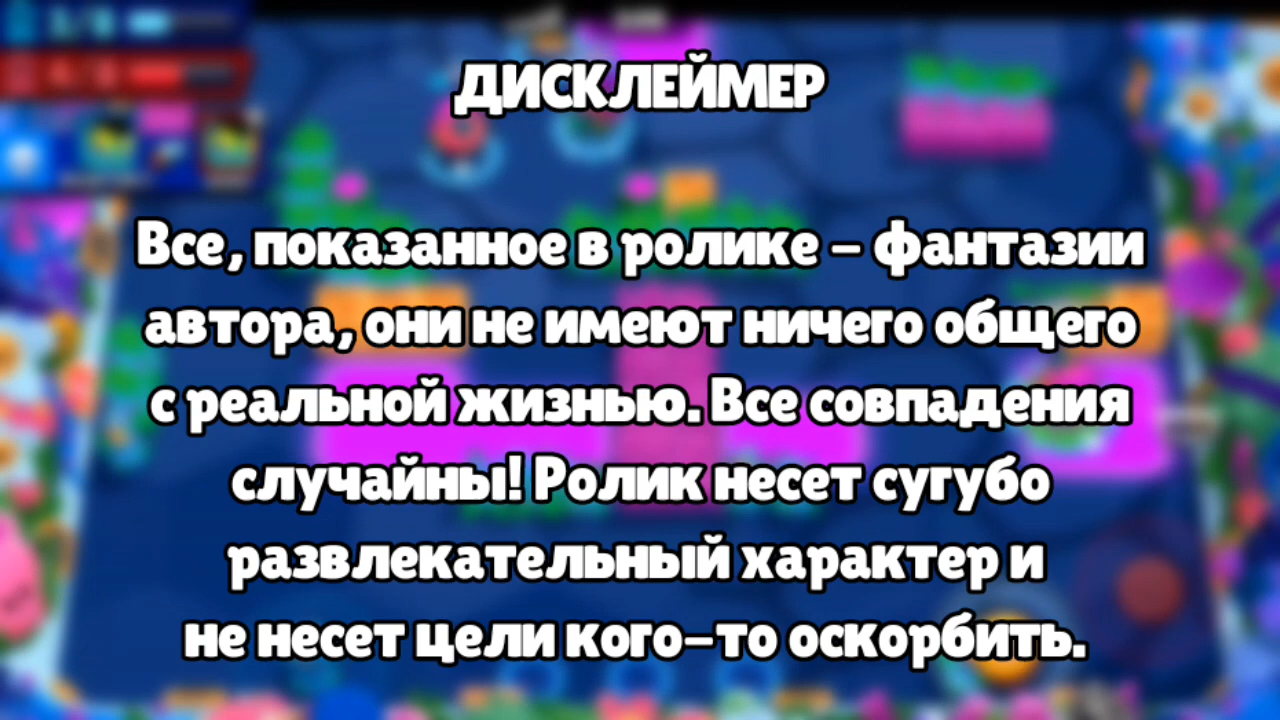 ДИСКЛЕЙМЕР
Все, показанное в ролике – фантазии
автора, они не имеют ничего общего
с реальной жизнью. Все совпадения
случайны! Ролик несет сугубо
развлекательный характер и
не несет цели кого-то оскорбить.